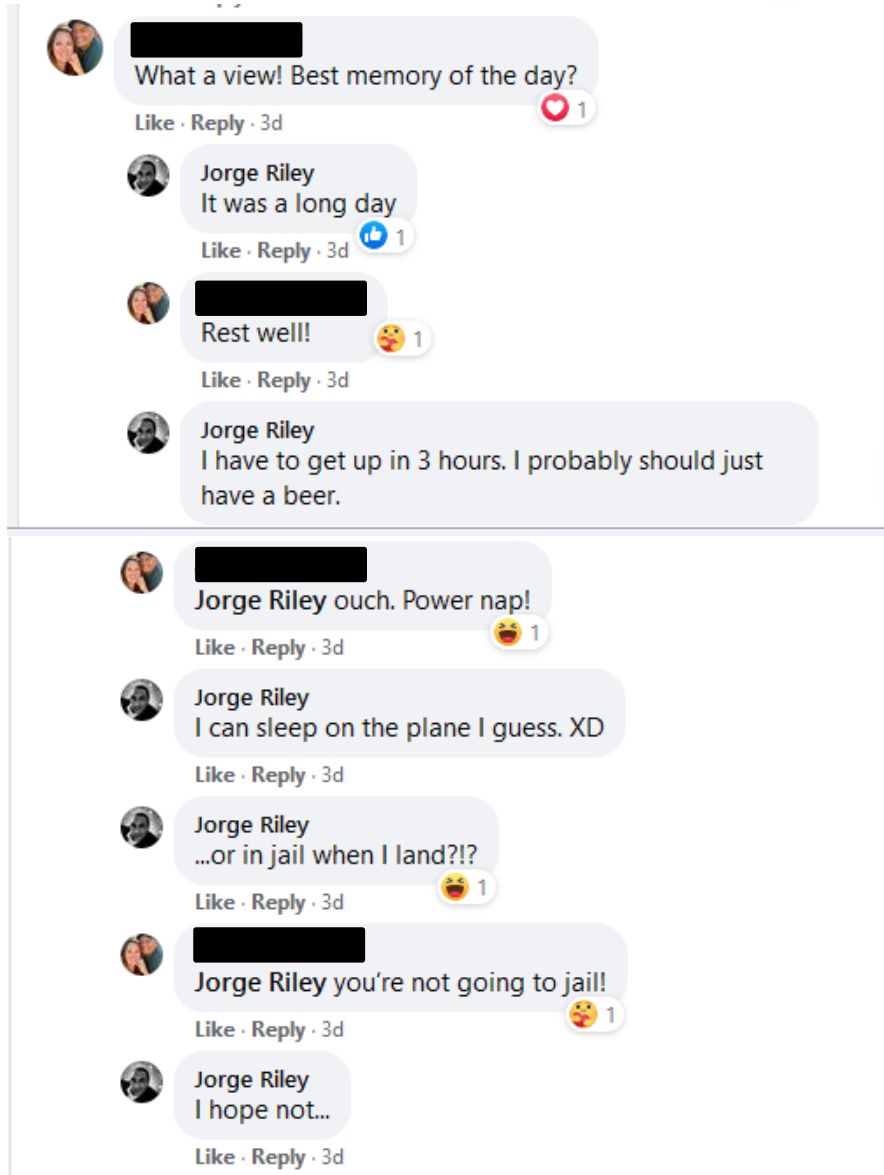 What a view! Best memory of the day?
1
Like · Reply · 3d
Jorge Riley
It was a long day
1
Like · Reply · 3d
Rest well!
1
Like · Reply · 3d
Jorge Riley
I have to get up in 3 hours. I probably should just
have a beer.
Jorge Riley ouch. Power nap!
1
Like · Reply · 3d
Jorge Riley
I can sleep on the plane I guess. XD
Like · Reply · 3d
Jorge Riley
...or in jail when I land?!?
1
Like · Reply · 3d
Jorge Riley you're not going to jail!
1
Like · Reply · 3d
Jorge Riley
I hope not...
Like · Reply · 3d